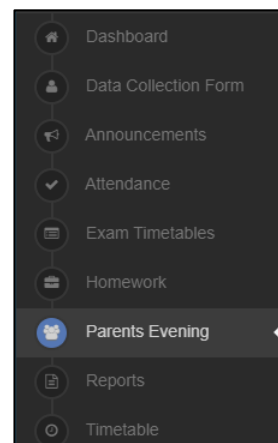 Dashboard
Data Collection Form
Announcements
Attendance
Exam Timetables
Homework
Parents Evening
Reports
Timetable